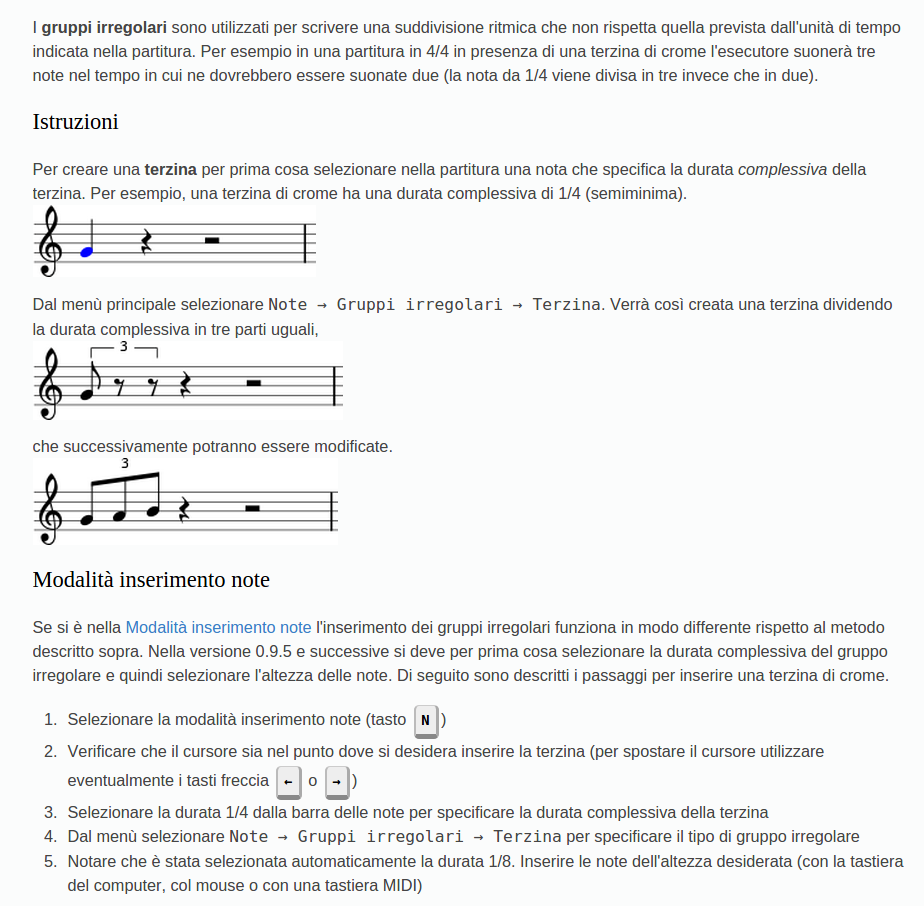 I gruppi irregolari sono utilizzati per scrivere una suddivisione ritmica che non rispetta quella prevista dall'unità di tempo
indicata nella partitura. Per esempio in una partitura in 4/4 in presenza di una terzina di crome l'esecutore suonerà tre
note nel tempo in cui ne dovrebbero essere suonate due (la nota da 1/4 viene divisa in tre invece che in due).
Istruzioni
Per creare una terzina per prima cosa selezionare nella partitura una nota che specifica la durata complessiva della
terzina. Per esempio, una terzina di crome ha una durata complessiva di 1/4 (semiminima).
Dal menù principale selezionare Note → Gruppi irregolari → Terzina. Verrà così creata una terzina dividendo
la durata complessiva in tre parti uguali,
3
che successivamente potranno essere modificate.
3
Modalità inserimento note
Se si è nella Modalità inserimento note l'inserimento dei gruppi irregolari funziona in modo differente rispetto al metodo
descritto sopra. Nella versione 0.9.5 e successive si deve per prima cosa selezionare la durata complessiva del gruppo
irregolare e quindi selezionare l'altezza delle note. Di seguito sono descritti i passaggi per inserire una terzina di crome.
1. Selezionare la modalità inserimento note (tasto N)
2. Verificare che il cursore sia nel punto dove si desidera inserire la terzina (per spostare il cursore utilizzare
eventualmente i tasti freccia ← o →)
3. Selezionare la durata 1/4 dalla barra delle note per specificare la durata complessiva della terzina
4. Dal menù selezionare Note → Gruppi irregolari → Terzina per specificare il tipo di gruppo irregolare
5. Notare che è stata selezionata automaticamente la durata 1/8. Inserire le note dell'altezza desiderata (con la tastiera
del computer, col mouse o con una tastiera MIDI)